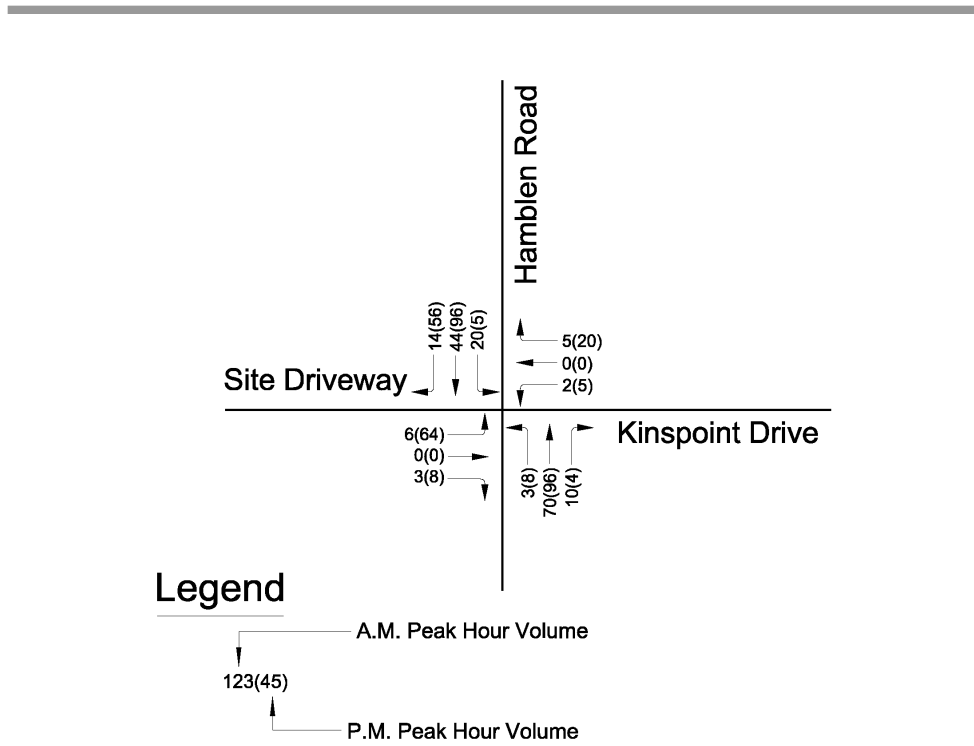 Hamblen Road
14(56)
44(96)
20(5)
5(20)
0(0)
2(5)
Site Driveway
Kinspoint Drive
6(64)
0(0)
3(8)
3(8)
70(96)
10(4)
Legend
A.M. Peak Hour Volume
123(45)
P.M. Peak Hour Volume